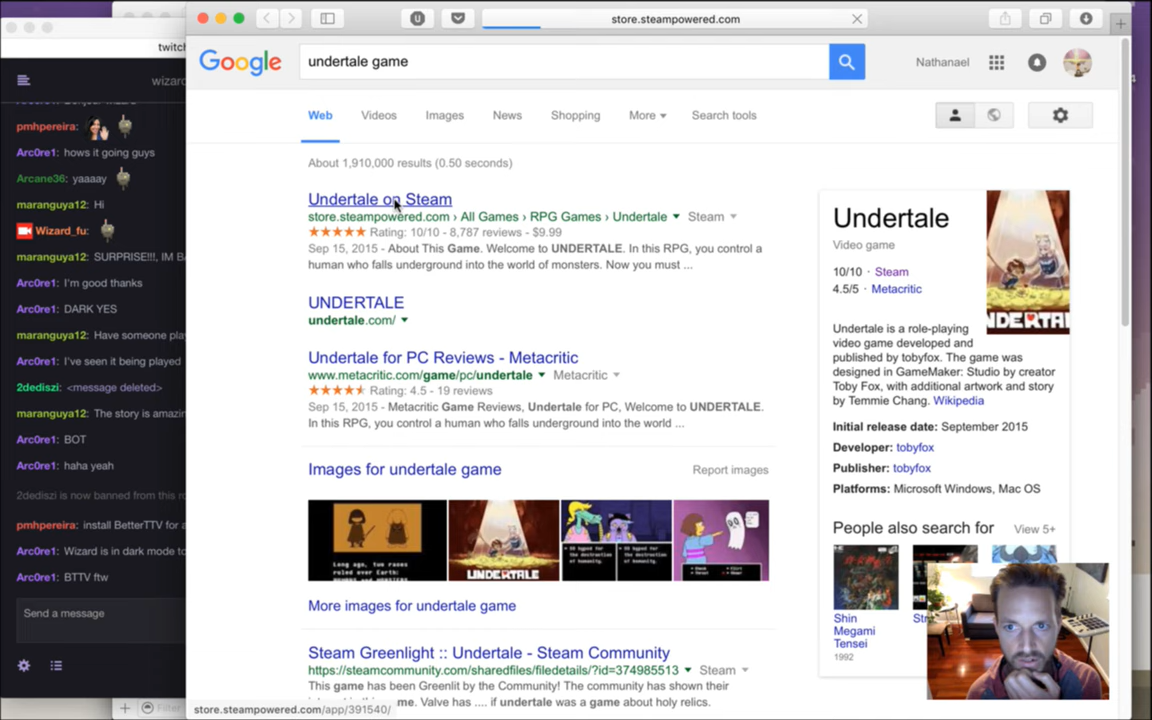 twitch
wizard
pmhpereira:
Arc0re1: hows it going guys
Arcane36: yaaaay
maranguya12: Hi
Wizard_fu:
maranguya12: SURPRISE!!!, IM
Arc0re1: I'm good thanks
Arc0re1: DARK YES
maranguya12: Have someone
Arc0re1: I've seen it being played
2dediszi: <message deleted>
maranguya12: The story is
Arc0re1: BOT
Arc0re1: haha yeah
2dediszi is now banned from this
pmhpereira: install BetterTTV for
Arc0re1: Wizard is in dark mode
Arc0re1: BTTV ftw
Send a message
Filter
store.steampowered.com
Google
undertale game
Nathanael
Web Videos Images News Shopping More Search tools
About 1,910,000 results (0.50 seconds)
Undertale on Steam
store.steampowered.com › All Games › RPG Games › Undertale Steam
Rating: 10/10 - 8,787 reviews - $9.99
Sep 15, 2015 - About This Game. Welcome to UNDERTALE. In this RPG, you control a
human who falls underground into the world of monsters. Now you must ...
UNDERTALE
undertale.com/
Undertale for PC Reviews - Metacritic
www.metacritic.com/game/pc/undertale Metacritic
Rating: 4.5 - 19 reviews
Sep 15, 2015 - Metacritic Game Reviews, Undertale for PC, Welcome to UNDERTALE.
In this RPG, you control a human who falls underground into the world ...
Images for undertale game
Report images
Long ago, two races
ruled over Earth:
UNDERTALE
More images for undertale game
Steam Greenlight :: Undertale - Steam Community
https://steamcommunity.com/sharedfiles/filedetails/?id=374985513 Steam
This game has been Greenlit by the Community! The community has shown their
me. Valve has .... if undertale was a game about holy relics.
store.steampowered.com/app/391540/
Undertale
Video game
10/10 · Steam
4.5/5 · Metacritic
Undertale is a role-playing
video game developed and
published by tobyfox. The game was
designed in GameMaker: Studio by creator
Toby Fox, with additional artwork and story
by Temmie Chang. Wikipedia
Initial release date: September 2015
Developer: tobyfox
Publisher: tobyfox
Platforms: Microsoft Windows, Mac OS
People also search for
View 5+
Shin
Megami
Tensei
1992